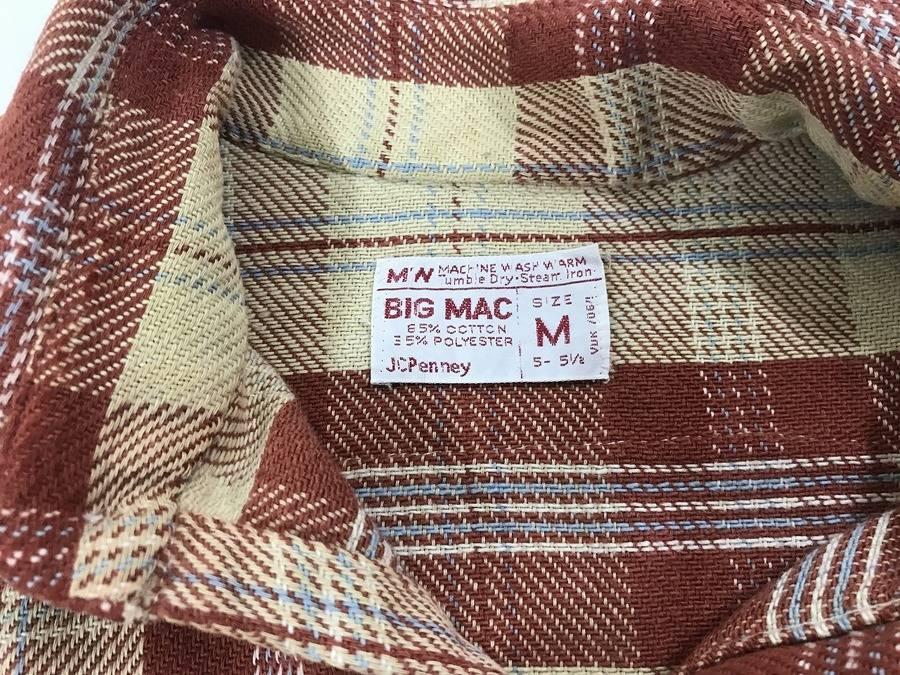 M/N MACHINE WASH WARM
Tumble Dry·Steam Iron·
BIG MAC
65% COTTON
35% POLYESTER
JCPenney
SIZE
M
5- 5½